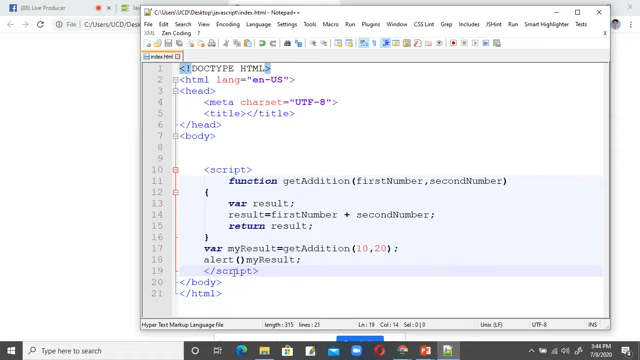 (88) Live Producer
C:\Users\UCD\Desktop\javascript\index.html - Notepad++
File Edit Search View Encoding Language Settings Tools Macro Run Plugins Window CSS Lint Grep Includes JSHint Run Smart Highlighter Tests
XML Zen Coding ?
index.html
1 <!DOCTYPE HTML>
2 <html lang="en-US">
3 <head>
4 <meta charset="UTF-8">
5 <title></title>
6 </head>
7 <body>
8
9
10 <script>
11 function getAddition(firstNumber,secondNumber)
12 {
13 var result;
14 result=firstNumber + secondNumber;
15 return result;
16 }
17 var myResult=getAddition(10,20);
18 alert()myResult;
19 </script>
20 </body>
21 </html>
Hyper Text Markup Language file length : 315 lines : 21 Ln : 19 Col : 14 Sel : 0 | 0 Unix (LF) UTF-8 INS
Type here to search
3:44 PM
7/8/2020